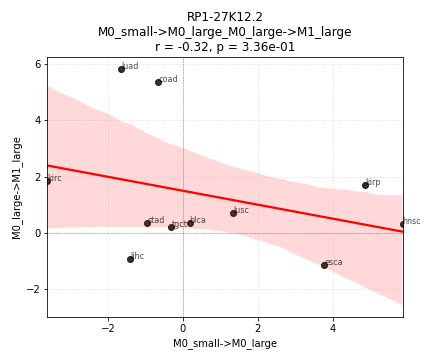 RP1-27K12.2
M0_small->M0_large_M0_large->M1_large
r = -0.32, p = 3.36e-01
M0_large->M1_large
6
4
2
0
−2
luad
coad
kirc
kirp
hnsc
stad
tgct
blca
lusc
lihc
esca
−2
0
2
4
M0_small->M0_large